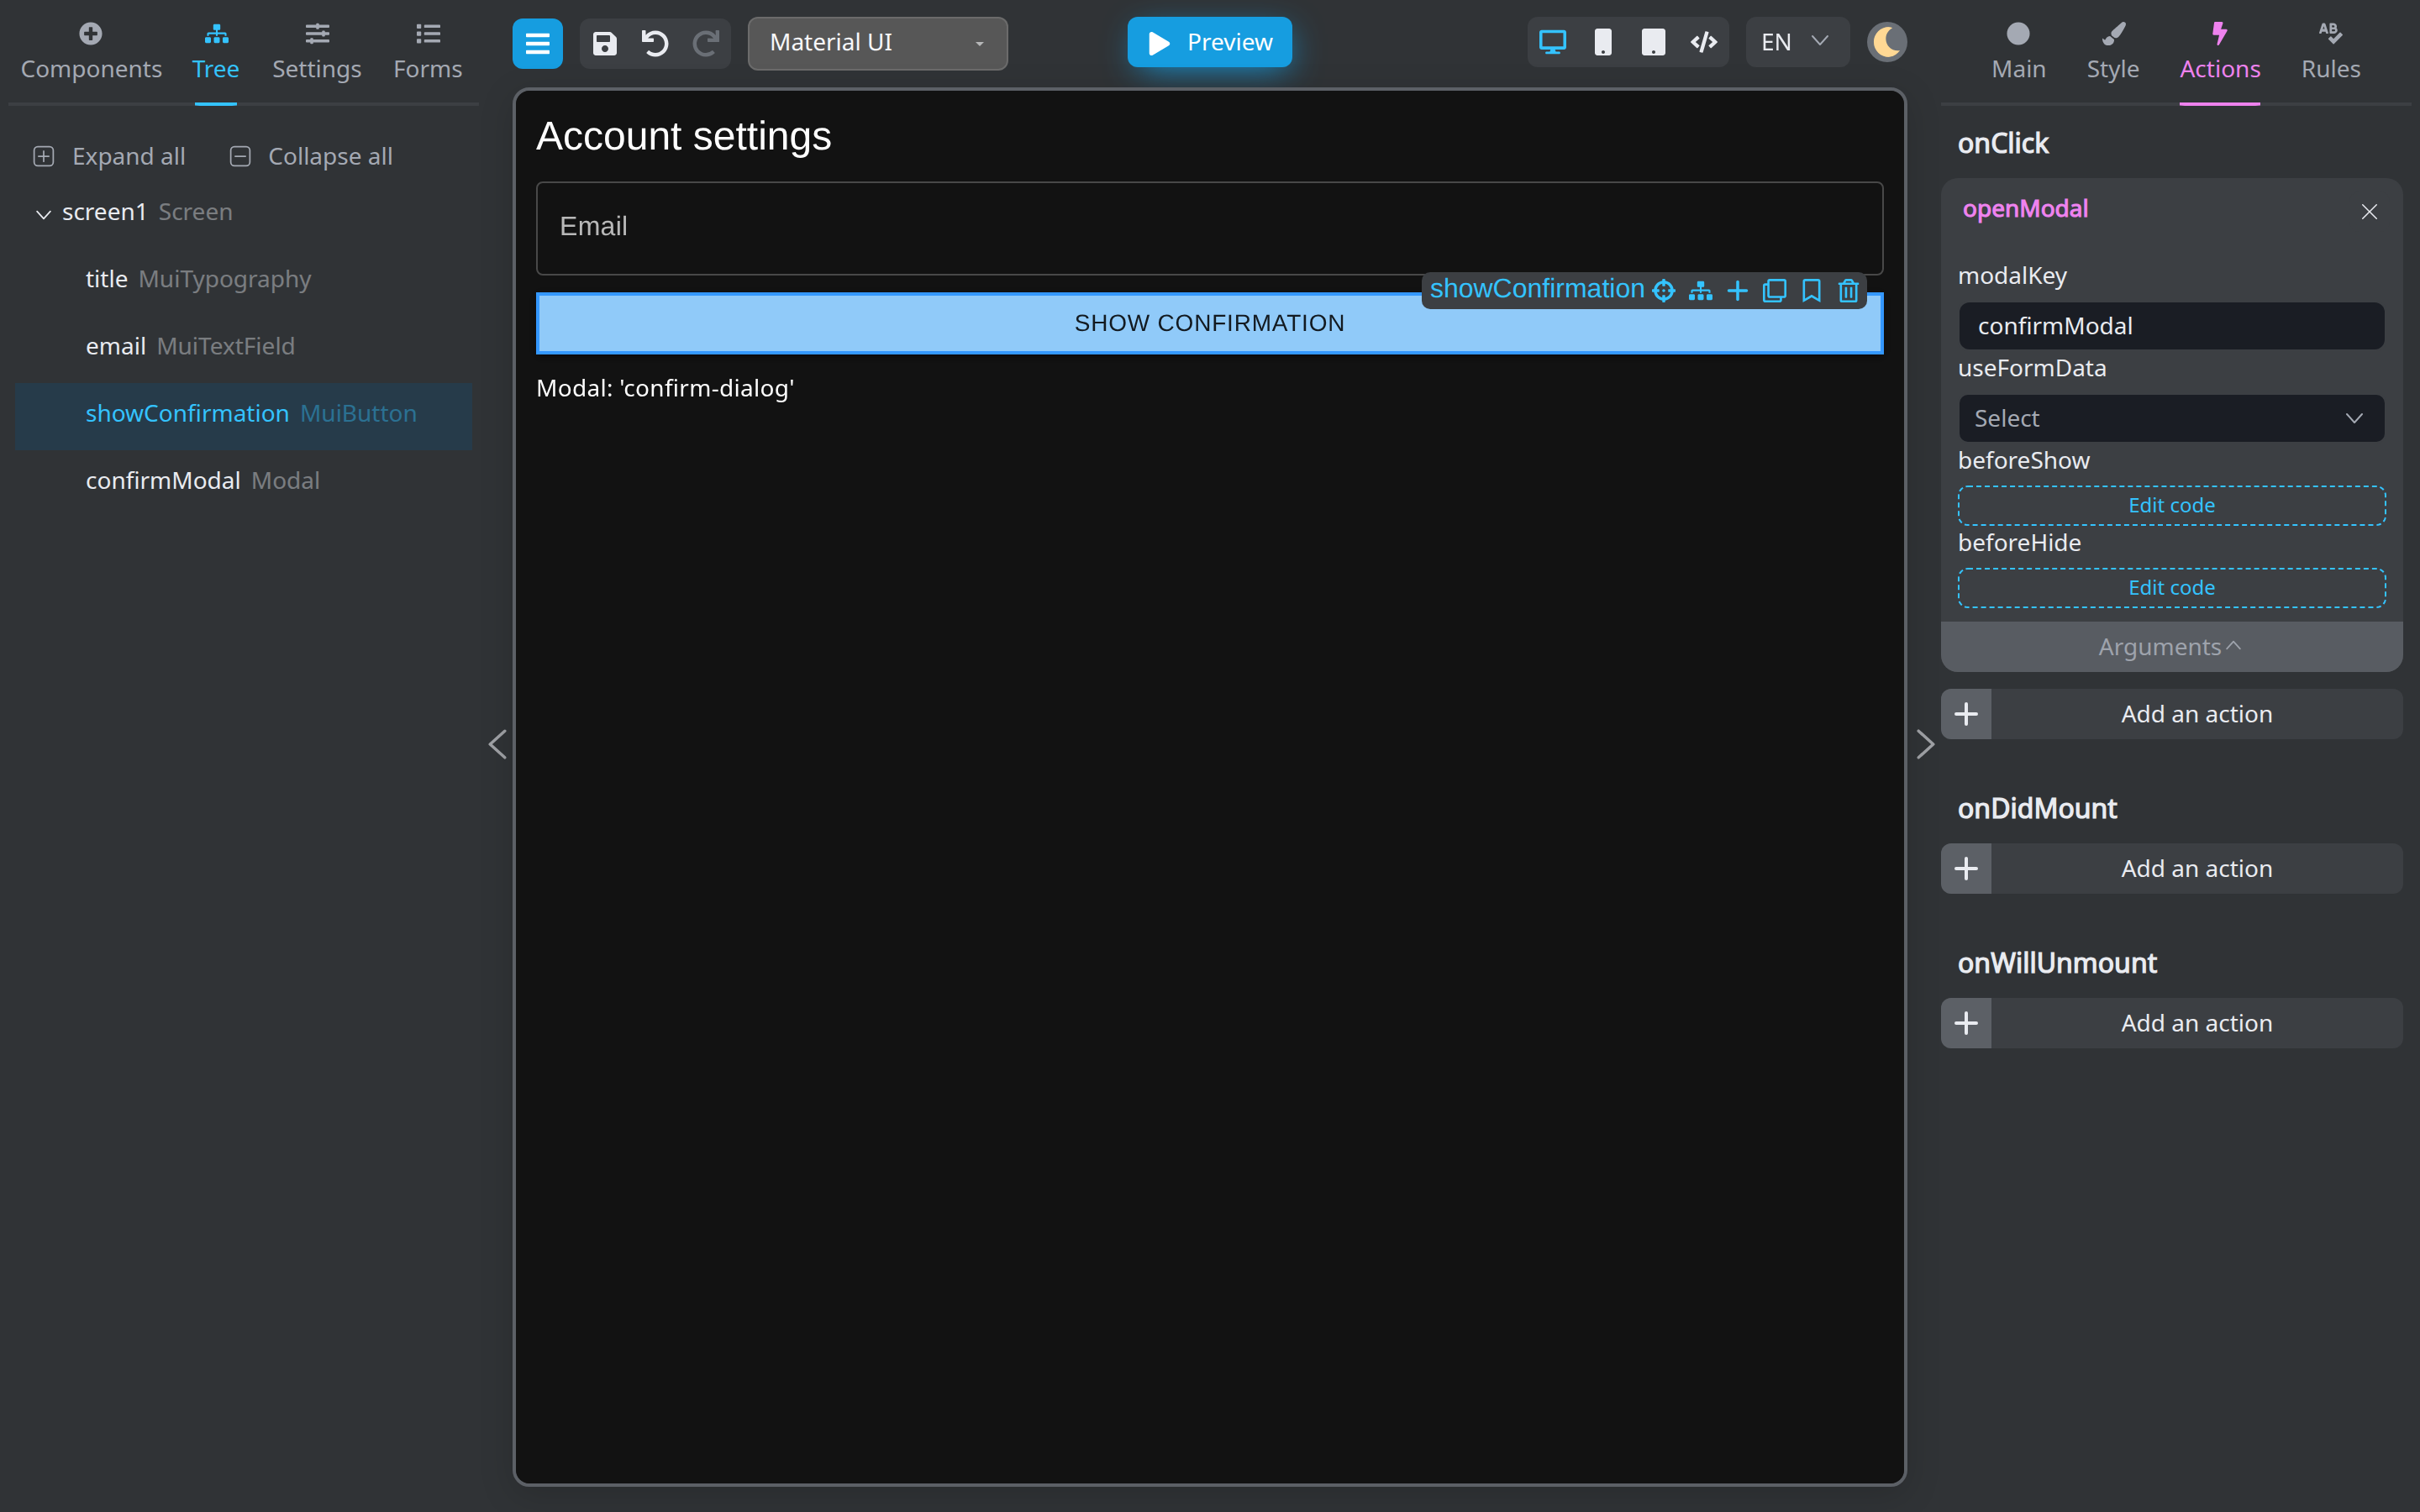 Components Tree Settings Forms
Material UI
Preview
EN
Main Style Actions AB Rules
Expand all Collapse all
screen1 Screen
title MuiTypography
email MuiTextField
showConfirmation MuiButton
confirmModal Modal
Account settings
Email
showConfirmation
SHOW CONFIRMATION
Modal: 'confirm-dialog'
onClick
openModal
modalKey
confirmModal
useFormData
Select
beforeShow
Edit code
beforeHide
Edit code
Arguments
Add an action
onDidMount
Add an action
onWillUnmount
Add an action